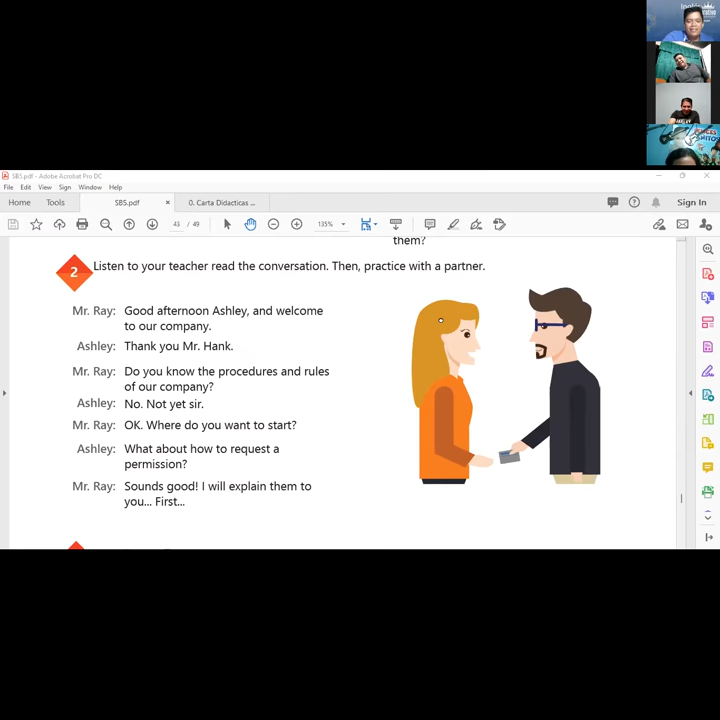 SBS.pdf - Adobe Acrobat Pro DC
File Edit View Sign Window Help
Home Tools SBS.pdf × 0. Carta Didacticas ... Sign In
43 / 49 135%
them?
2 Listen to your teacher read the conversation. Then, practice with a partner.
Mr. Ray: Good afternoon Ashley, and welcome
to our company.
Ashley: Thank you Mr. Hank.
Mr. Ray: Do you know the procedures and rules
of our company?
Ashley: No. Not yet sir.
Mr. Ray: OK. Where do you want to start?
Ashley: What about how to request a
permission?
Mr. Ray: Sounds good! I will explain them to
you... First...